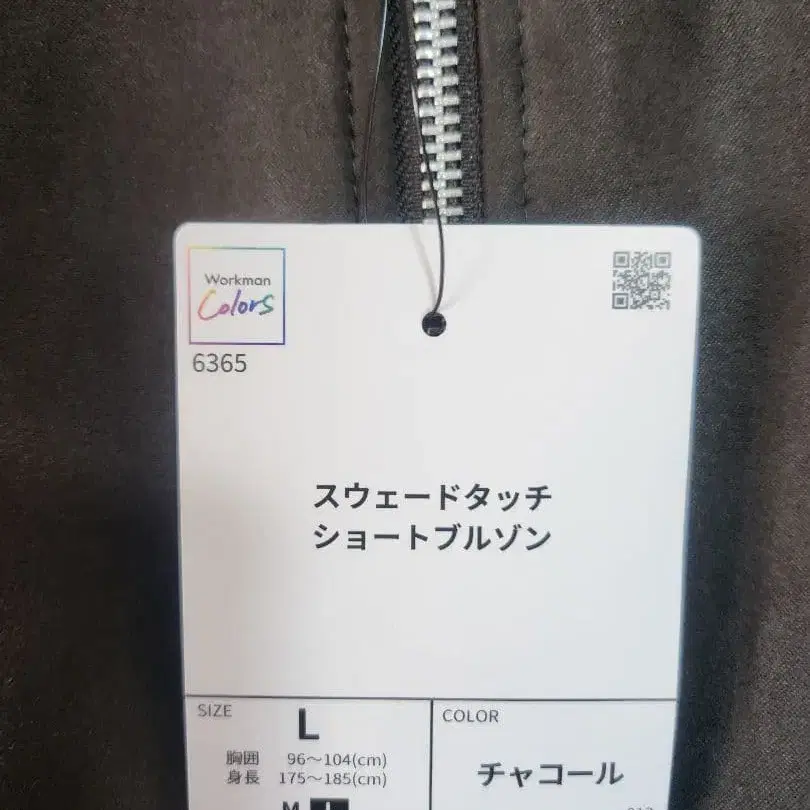 Workman
Colors
6365
スウェードタッチ
ショートブルゾン
SIZE
L
胸囲 96～104(cm)
身長 175～185(cm)
M L
COLOR
チャコール